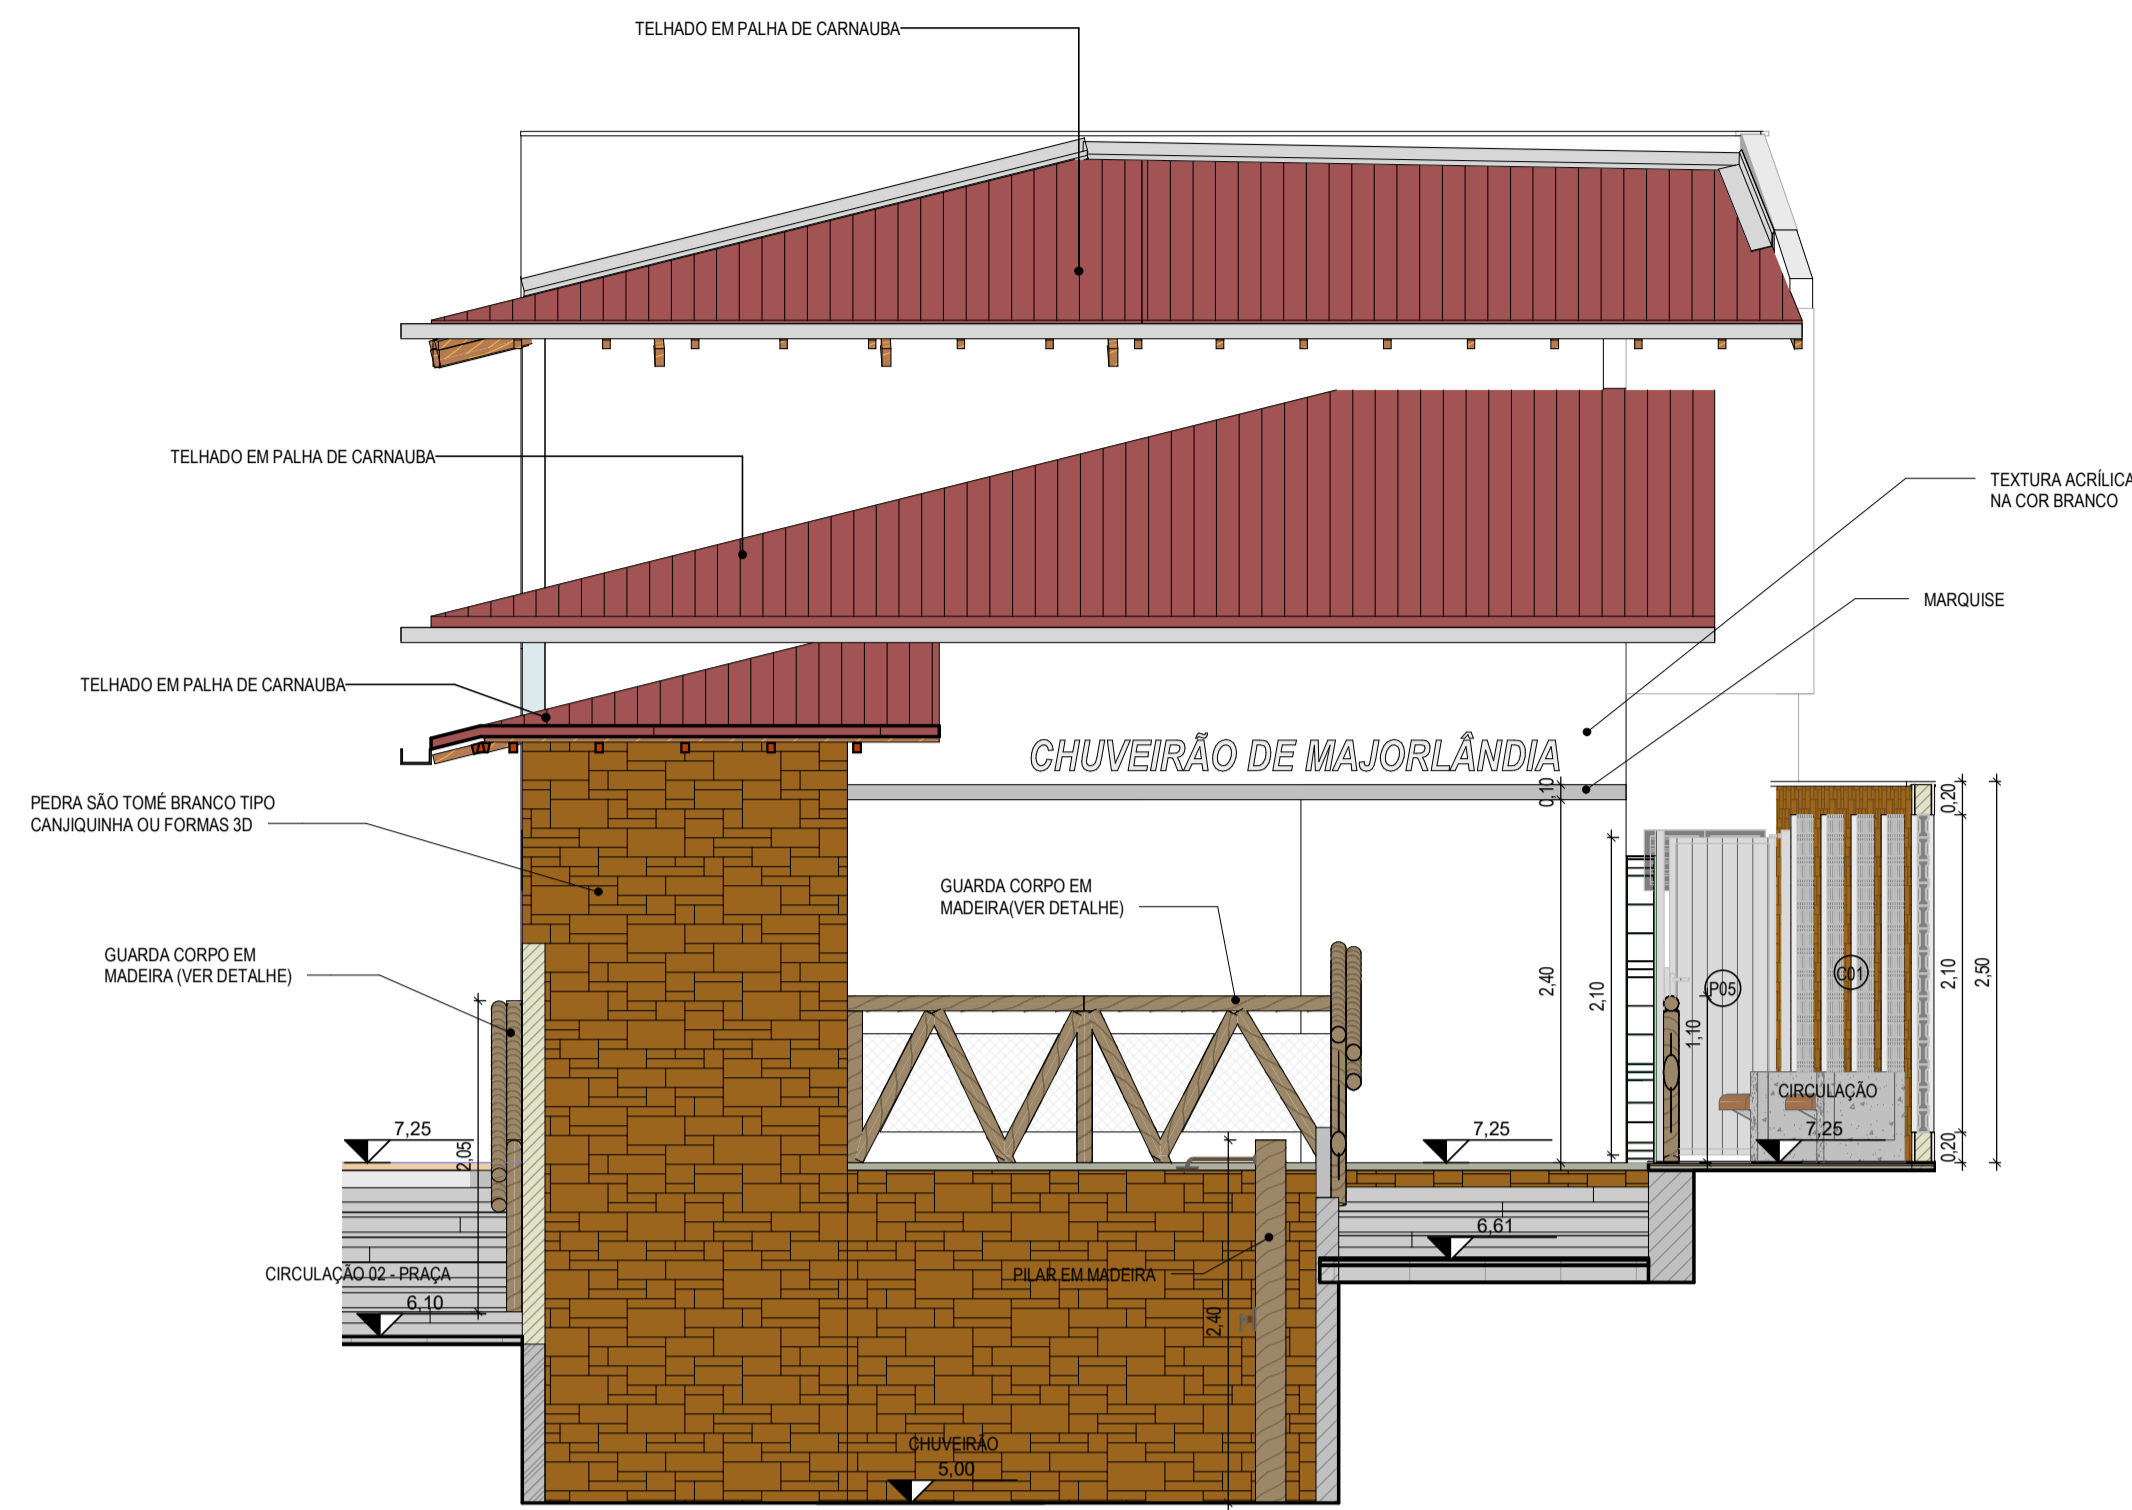 TELHADO EM PALHA DE CARNAUBA
TELHADO EM PALHA DE CARNAUBA
TEXTURA ACRÍLICA
NA COR BRANCO
MARQUISE
TELHADO EM PALHA DE CARNAUBA
CHUVEIRÃO DE MAJORLÂNDIA
PEDRA SÃO TOMÉ BRANCO TIPO
CANJIQUINHA OU FORMAS 3D
0,10
0,20
GUARDA CORPO EM
MADEIRA(VER DETALHE)
GUARDA CORPO EM
MADEIRA (VER DETALHE)
2,40
2,10
P05
C01
2,10
2,50
1,10
CIRCULAÇÃO
7,25
2,05
7,25
7,25
0,20
6,61
CIRCULAÇÃO 02 - PRAÇA
6,10
PILAR EM MADEIRA
2,40
CHUVEIRÃO
5,00